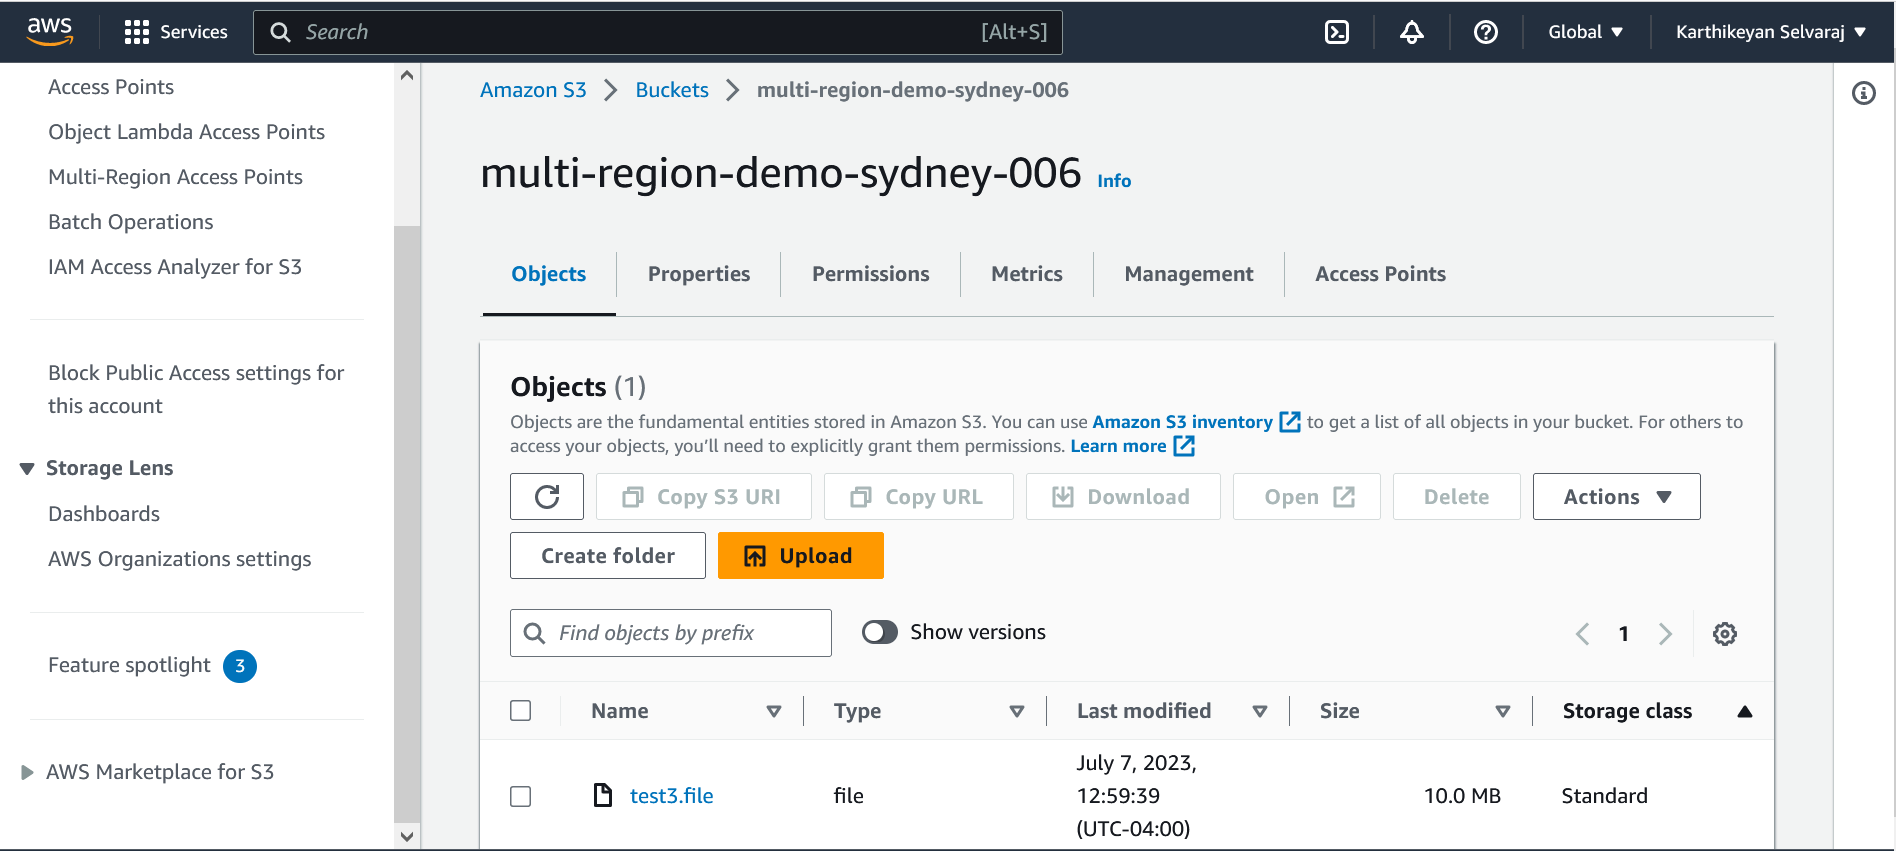 aws
Services
Search
[Alt+S]
Global
Karthikeyan Selvaraj
Access Points
Object Lambda Access Points
Multi-Region Access Points
Batch Operations
IAM Access Analyzer for S3
Block Public Access settings for
this account
Storage Lens
Dashboards
AWS Organizations settings
Feature spotlight 3
AWS Marketplace for S3
Amazon S3 > Buckets > multi-region-demo-sydney-006
multi-region-demo-sydney-006 Info
Objects Properties Permissions Metrics Management Access Points
Objects (1)
Objects are the fundamental entities stored in Amazon S3. You can use Amazon S3 inventory to get a list of all objects in your bucket. For others to
access your objects, you'll need to explicitly grant them permissions. Learn more
Copy S3 URI Copy URL Download Open Delete Actions
Create folder Upload
Find objects by prefix Show versions 1
Name Type Last modified Size Storage class
July 7, 2023,
test3.file file 12:59:39 10.0 MB Standard
(UTC-04:00)